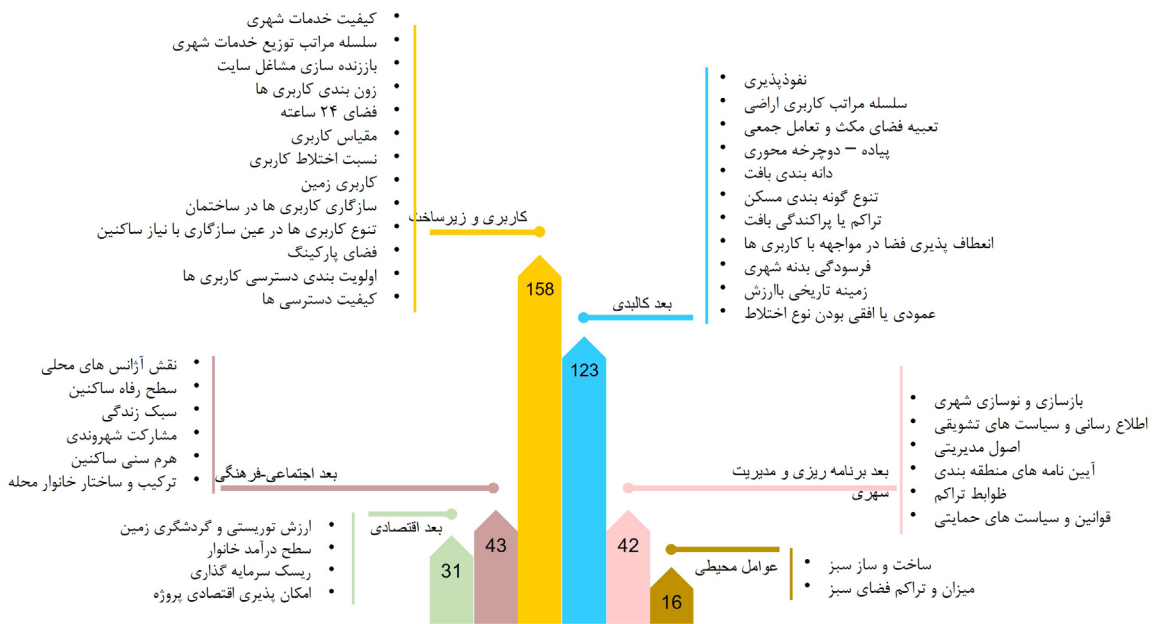 کیفیت خدمات شهری
سلسله مراتب توزیع خدمات شهری
باززنده سازی مشاغل سایت
زون بندی کاربری ها
فضای ۲۴ ساعته
مقیاس کاربری
نسبت اختلاط کاربری
کاربری زمین
سازگاری کاربری ها در ساختمان
تنوع کاربری ها در عین سازگاری با نیاز ساکنین
فضای پارکینگ
اولویت بندی دسترسی کاربری ها
کیفیت دسترسی ها
کاربری و زیرساخت
158
نفوذپذیری
سلسله مراتب کاربری اراضی
تعبیه فضای مکث و تعامل جمعی
پیاده – دوچرخه محوری
دانه بندی بافت
تنوع گونه بندی مسکن
تراکم یا پراکندگی بافت
انعطاف پذیری فضا در مواجهه با کاربری ها
فرسودگی بدنه شهری
زمینه تاریخی باارزش
عمودی یا افقی بودن نوع اختلاط
بعد کالبدی
123
نقش آژانس های محلی
سطح رفاه ساکنین
سبک زندگی
مشارکت شهروندی
هرم سنی ساکنین
ترکیب و ساختار خانوار محله
بعد اجتماعی-فرهنگی
43
بازسازی و نوسازی شهری
اطلاع رسانی و سیاست های تشویقی
اصول مدیریتی
آیین نامه های منطقه بندی
ظوابط تراکم
قوانین و سیاست های حمایتی
بعد برنامه ریزی و مدیریت
سهری
42
ارزش توریستی و گردشگری زمین
سطح درآمد خانوار
ریسک سرمایه گذاری
امکان پذیری اقتصادی پروژه
بعد اقتصادی
31
ساخت و ساز سبز
میزان و تراکم فضای سبز
عوامل محیطی
16